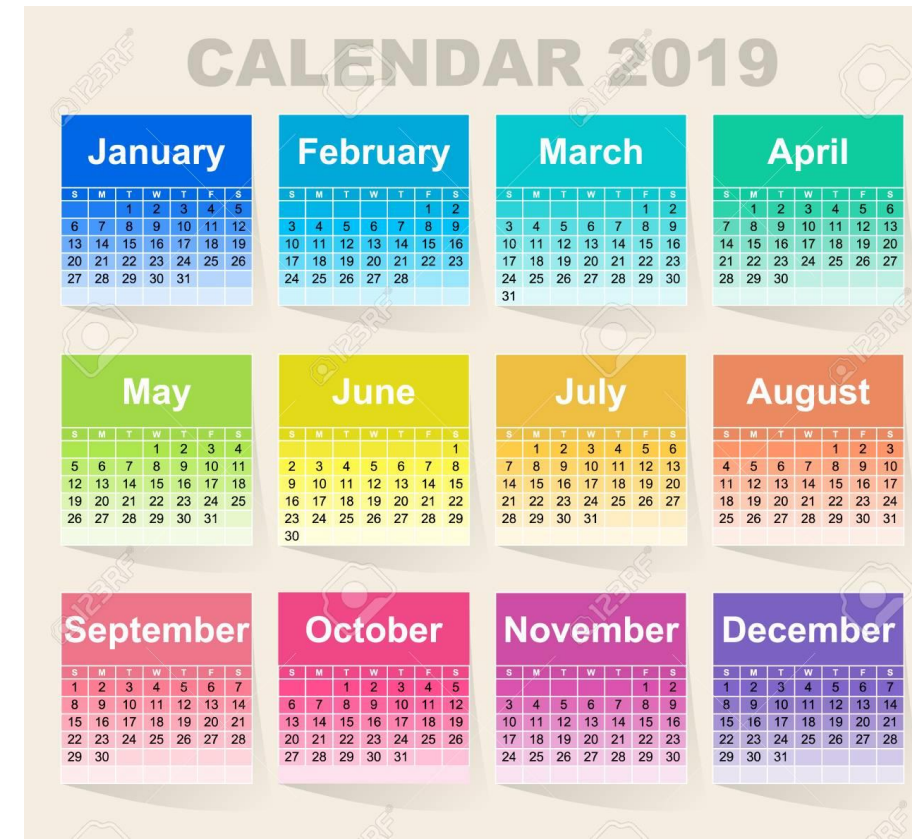 CALENDAR 2019
January
S M T W T F S
1 2 3 4 5
6 7 8 9 10 11 12
13 14 15 16 17 18 19
20 21 22 23 24 25 26
27 28 29 30 31
February
S M T W T F S
1 2
3 4 5 6 7 8 9
10 11 12 13 14 15 16
17 18 19 20 21 22 23
24 25 26 27 28
March
S M T W T F S
1 2
3 4 5 6 7 8 9
10 11 12 13 14 15 16
17 18 19 20 21 22 23
24 25 26 27 28 29 30
31
April
S M T W T F S
1 2 3 4 5 6
7 8 9 10 11 12 13
14 15 16 17 18 19 20
21 22 23 24 25 26 27
28 29 30
May
S M T W T F S
1 2 3 4
5 6 7 8 9 10 11
12 13 14 15 16 17 18
19 20 21 22 23 24 25
26 27 28 29 30 31
June
S M T W T F S
1
2 3 4 5 6 7 8
9 10 11 12 13 14 15
16 17 18 19 20 21 22
23 24 25 26 27 28 29
30
July
S M T W T F S
1 2 3 4 5 6
7 8 9 10 11 12 13
14 15 16 17 18 19 20
21 22 23 24 25 26 27
28 29 30 31
August
S M T W T F S
1 2 3
4 5 6 7 8 9 10
11 12 13 14 15 16 17
18 19 20 21 22 23 24
25 26 27 28 29 30 31
September
S M T W T F S
1 2 3 4 5 6 7
8 9 10 11 12 13 14
15 16 17 18 19 20 21
22 23 24 25 26 27 28
29 30
October
S M T W T F S
1 2 3 4 5
6 7 8 9 10 11 12
13 14 15 16 17 18 19
20 21 22 23 24 25 26
27 28 29 30 31
November
S M T W T F S
1 2
3 4 5 6 7 8 9
10 11 12 13 14 15 16
17 18 19 20 21 22 23
24 25 26 27 28 29 30
December
S M T W T F S
1 2 3 4 5 6 7
8 9 10 11 12 13 14
15 16 17 18 19 20 21
22 23 24 25 26 27 28
29 30 31
123RF
123RF
123RF
123RF
123RF
123RF